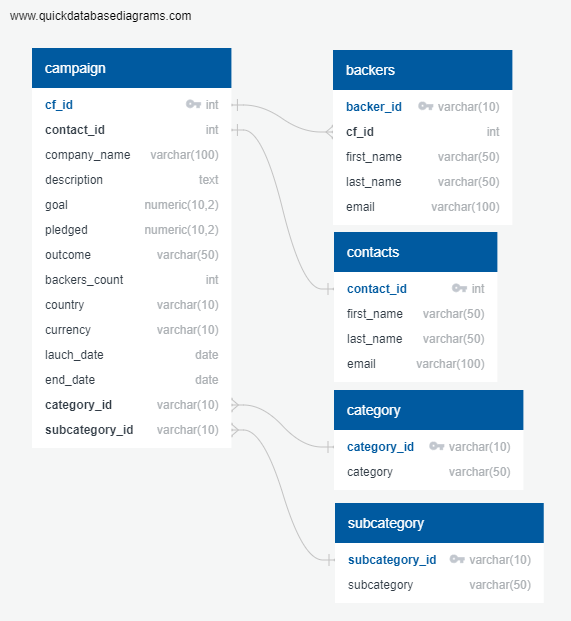 www.quickdatabasediagrams.com
campaign
cf_id int
contact_id int
company_name varchar(100)
description text
goal numeric(10,2)
pledged numeric(10,2)
outcome varchar(50)
backers_count int
country varchar(10)
currency varchar(10)
lauch_date date
end_date date
category_id varchar(10)
subcategory_id varchar(10)
backers
backer_id varchar(10)
cf_id int
first_name varchar(50)
last_name varchar(50)
email varchar(100)
contacts
contact_id int
first_name varchar(50)
last_name varchar(50)
email varchar(100)
category
category_id varchar(10)
category varchar(50)
subcategory
subcategory_id varchar(10)
subcategory varchar(50)